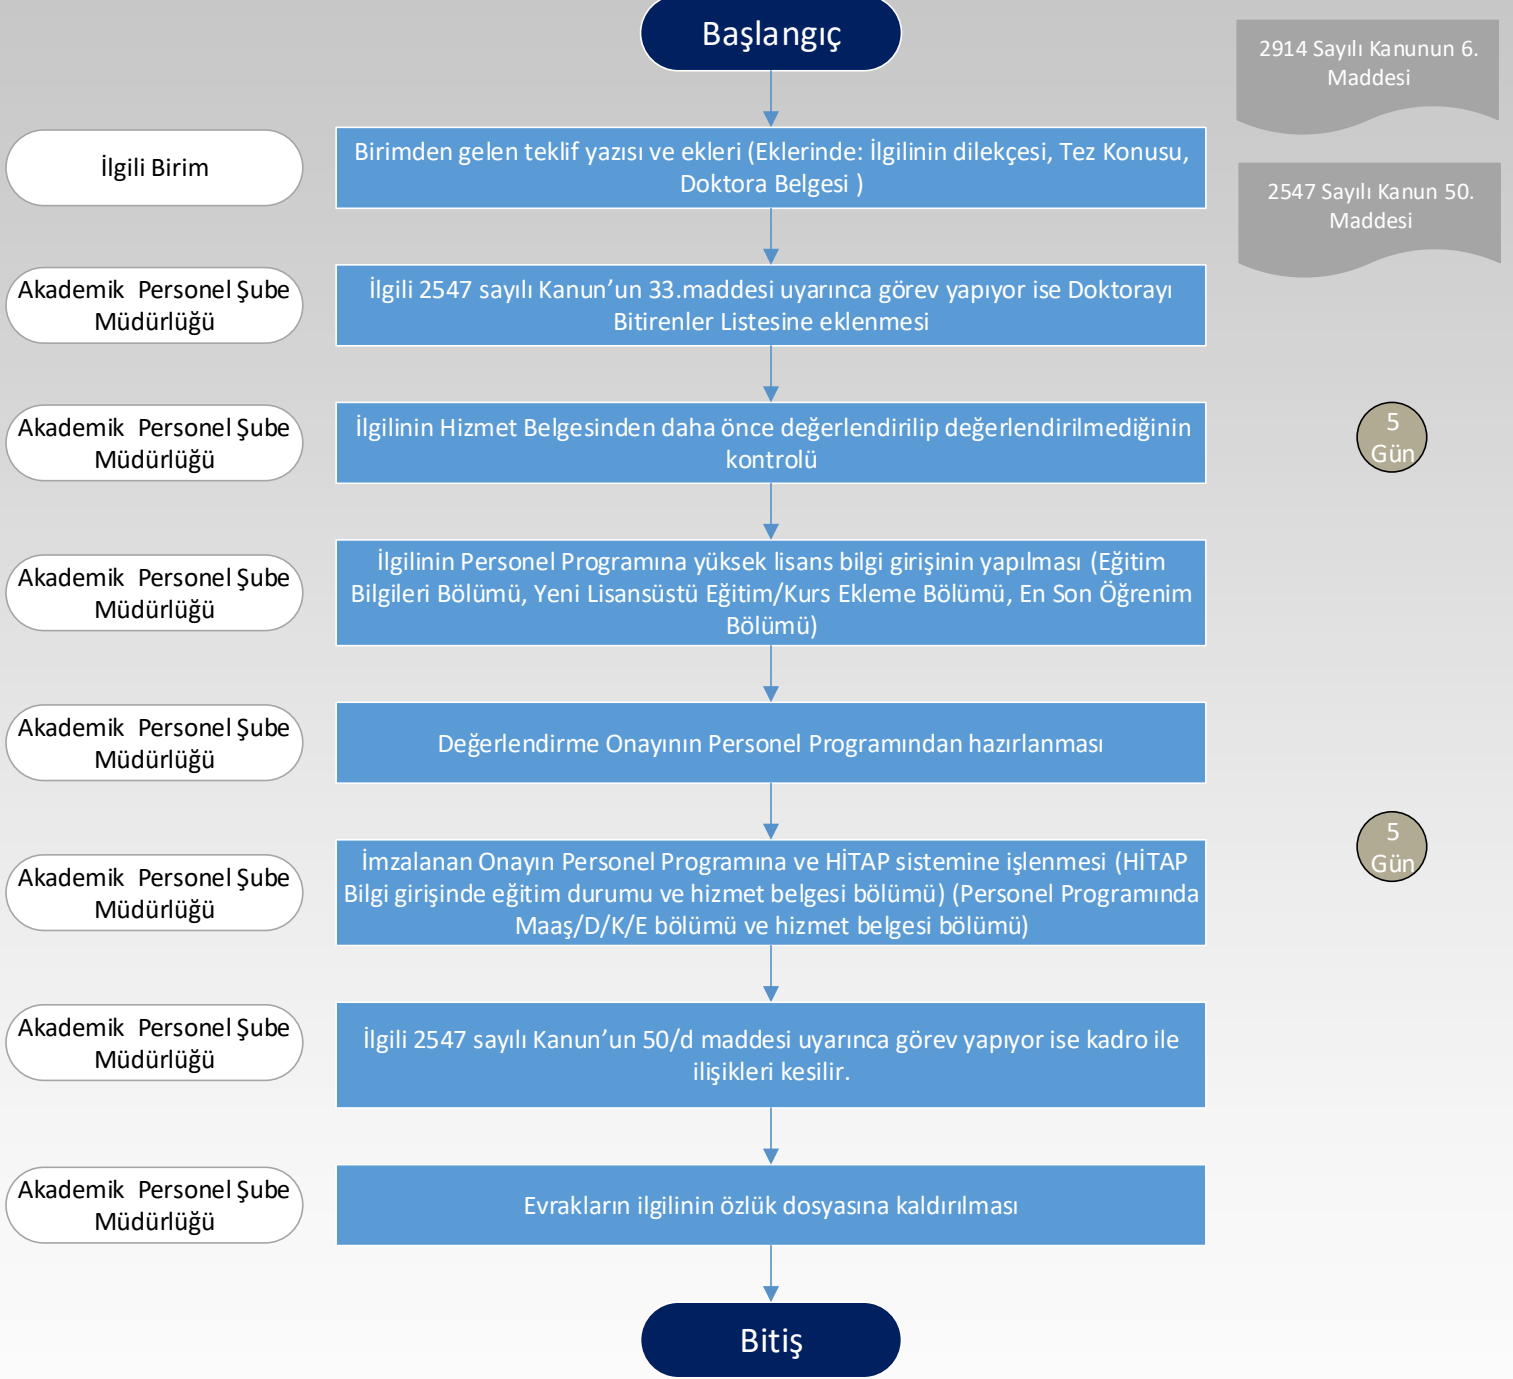 Başlangıç
2914 Sayılı Kanunun 6.
Maddesi
İlgili Birim
Birimden gelen teklif yazısı ve ekleri (Eklerinde: İlgilinin dilekçesi, Tez Konusu,
Doktora Belgesi )
2547 Sayılı Kanun 50.
Maddesi
Akademik Personel Şube
Müdürlüğü
İlgili 2547 sayılı Kanun’un 33.maddesi uyarınca görev yapıyor ise Doktorayı
Bitirenler Listesine eklenmesi
Akademik Personel Şube
Müdürlüğü
İlgilinin Hizmet Belgesinden daha önce değerlendirilip değerlendirilmediğinin
kontrolü
5
Gün
Akademik Personel Şube
Müdürlüğü
İlgilinin Personel Programına yüksek lisans bilgi girişinin yapılması (Eğitim
Bilgileri Bölümü, Yeni Lisansüstü Eğitim/Kurs Ekleme Bölümü, En Son Öğrenim
Bölümü)
Akademik Personel Şube
Müdürlüğü
Değerlendirme Onayının Personel Programından hazırlanması
Akademik Personel Şube
Müdürlüğü
İmzalanan Onayın Personel Programına ve HİTAP sistemine işlenmesi (HİTAP
Bilgi girişinde eğitim durumu ve hizmet belgesi bölümü) (Personel Programında
Maaş/D/K/E bölümü ve hizmet belgesi bölümü)
5
Gün
Akademik Personel Şube
Müdürlüğü
İlgili 2547 sayılı Kanun’un 50/d maddesi uyarınca görev yapıyor ise kadro ile
ilişikleri kesilir.
Akademik Personel Şube
Müdürlüğü
Evrakların ilgilinin özlük dosyasına kaldırılması
Bitiş